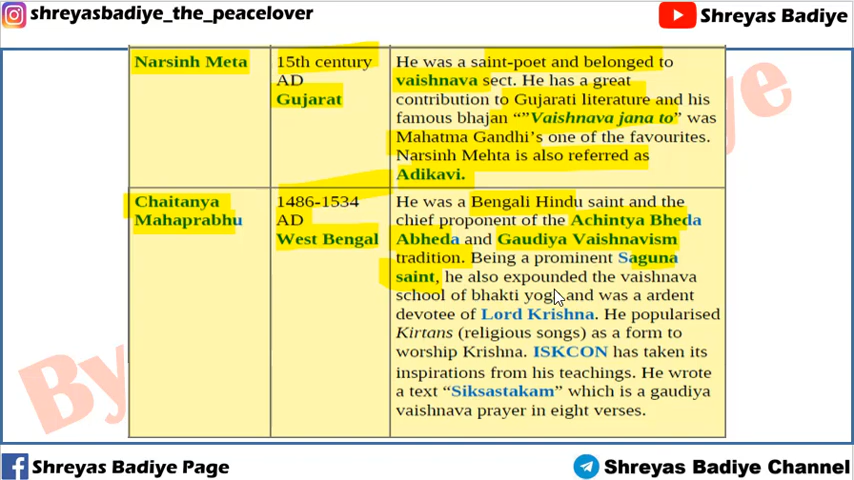 shreyasbadiye_the_peacelover
Shreyas Badiye
Narsinh Meta
15th century
AD
Gujarat
He was a saint-poet and belonged to
vaishnava sect. He has a great
contribution to Gujarati literature and his
famous bhajan “”Vaishnava jana to” was
Mahatma Gandhi’s one of the favourites.
Narsinh Mehta is also referred as
Adikavi.
Chaitanya
Mahaprabhu
1486-1534
AD
West Bengal
He was a Bengali Hindu saint and the
chief proponent of the Achintya Bheda
Abheda and Gaudiya Vaishnavism
tradition. Being a prominent Saguna
saint, he also expounded the vaishnava
school of bhakti yoga and was a ardent
devotee of Lord Krishna. He popularised
Kirtans (religious songs) as a form to
worship Krishna. ISKCON has taken its
inspirations from his teachings. He wrote
a text “Siksastakam” which is a gaudiya
vaishnava prayer in eight verses.
By
Shreyas Badiye Page
Shreyas Badiye Channel